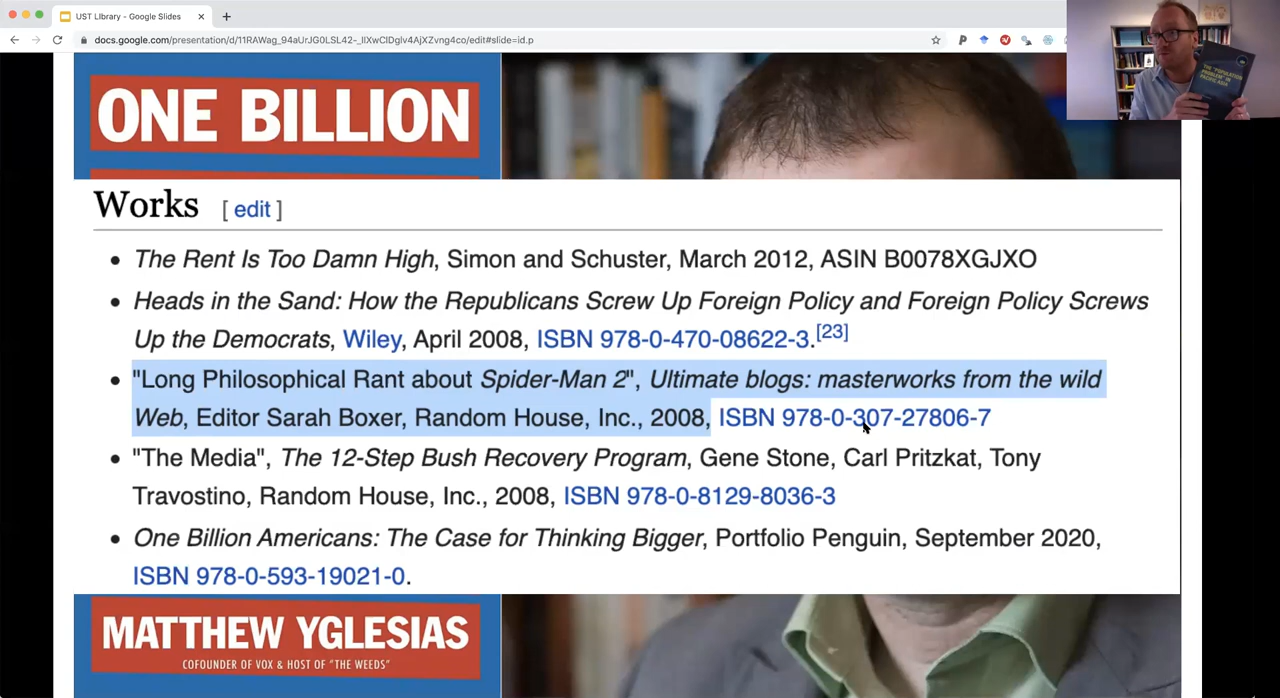 UST LIbrary - Google Slides
docs.google.com/presentation/d/11RAWag_94aUrJG0LSL42-_IIXwCIDglv4AjXZvng4co/edit#slide=id.p
THE "POPULATION
PROBLEM" IN
PACIFIC ASIA
ONE BILLION
Works [ edit ]
The Rent Is Too Damn High, Simon and Schuster, March 2012, ASIN B0078XGJXO
Heads in the Sand: How the Republicans Screw Up Foreign Policy and Foreign Policy Screws
Up the Democrats, Wiley, April 2008, ISBN 978-0-470-08622-3.[23]
"Long Philosophical Rant about Spider-Man 2", Ultimate blogs: masterworks from the wild
Web, Editor Sarah Boxer, Random House, Inc., 2008, ISBN 978-0-307-27806-7
"The Media", The 12-Step Bush Recovery Program, Gene Stone, Carl Pritzkat, Tony
Travostino, Random House, Inc., 2008, ISBN 978-0-8129-8036-3
One Billion Americans: The Case for Thinking Bigger, Portfolio Penguin, September 2020,
ISBN 978-0-593-19021-0.
MATTHEW YGLESIAS
COFOUNDER OF VOX & HOST OF "THE WEEDS"